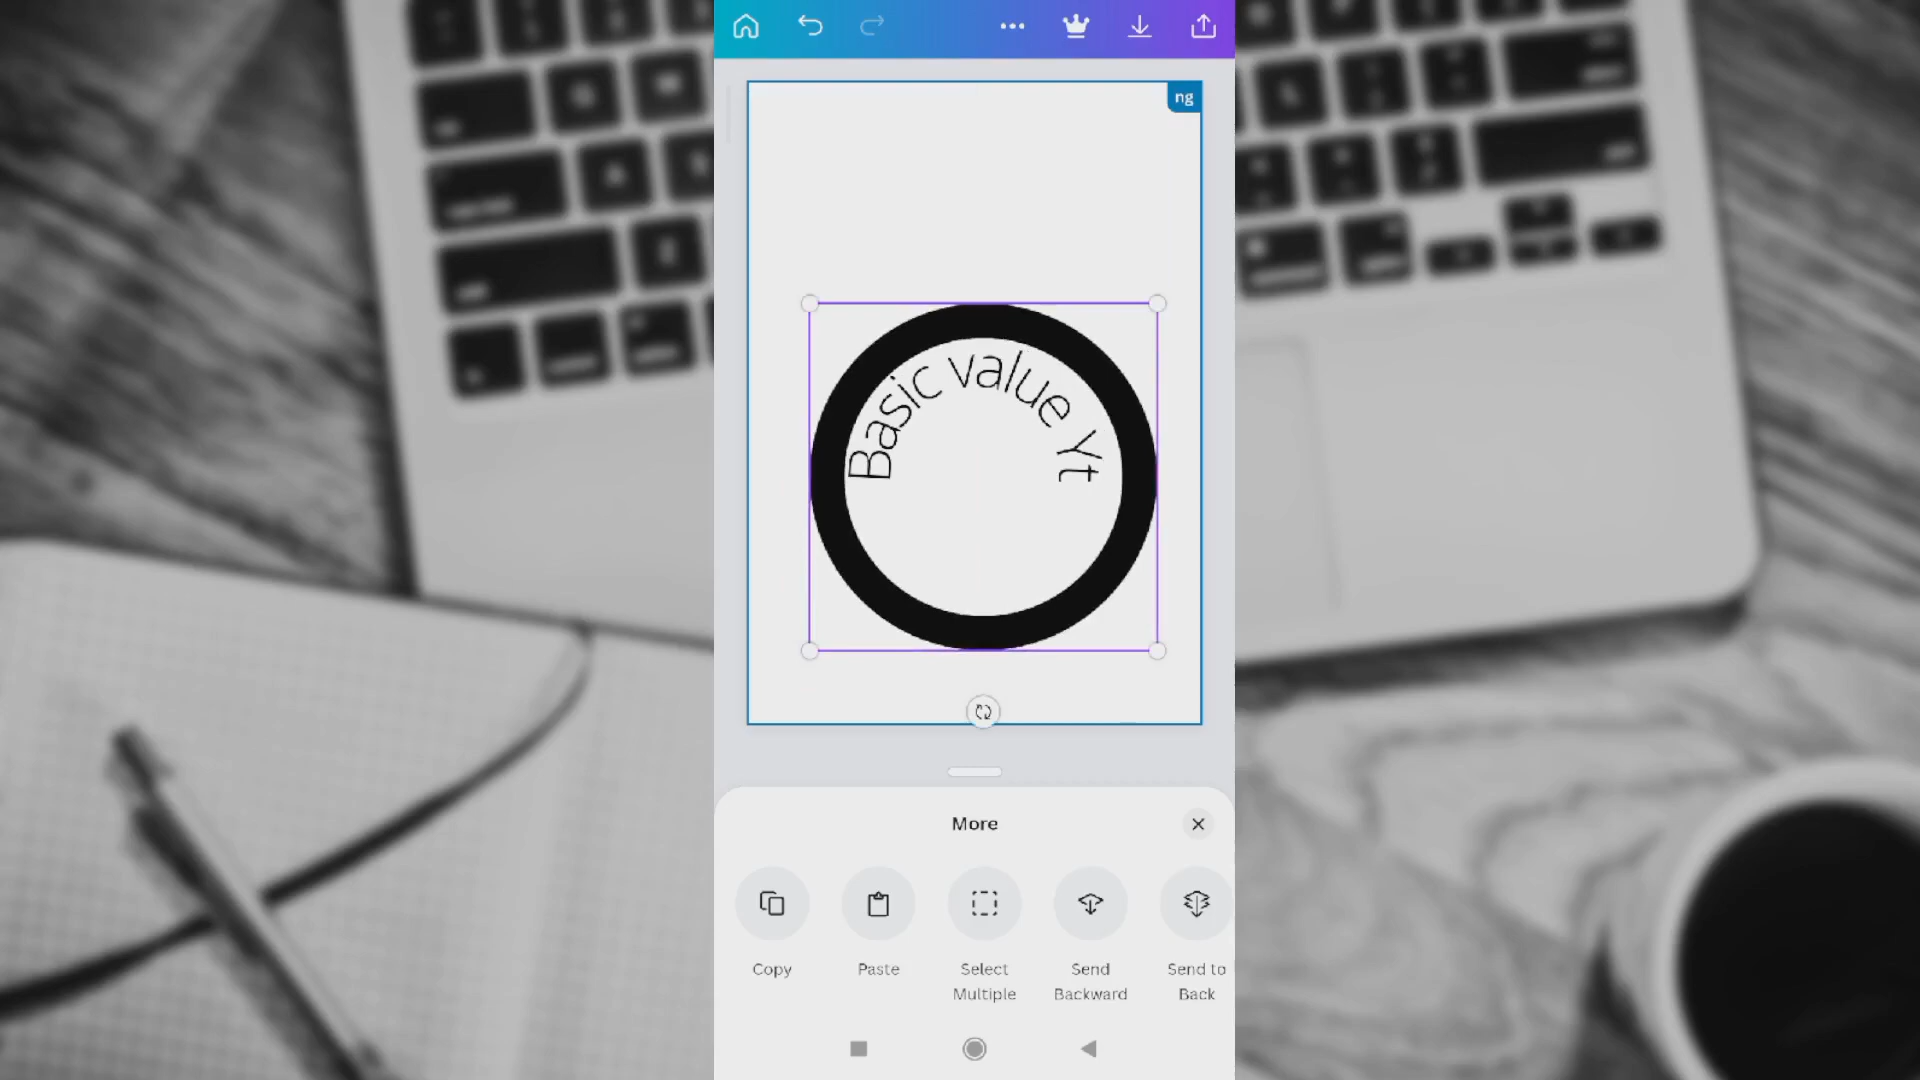 ng
Basic value Yt
More
Copy
Paste
Select
Multiple
Send
Backward
Send to
Back